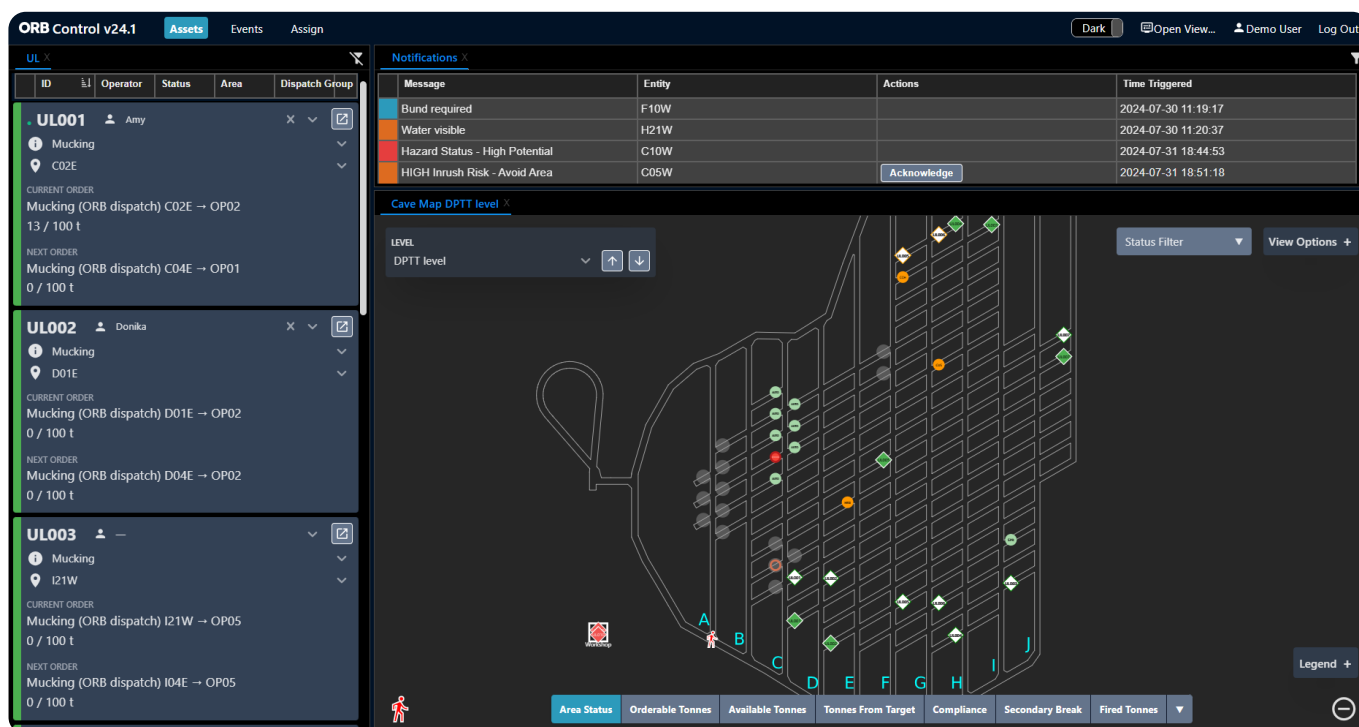 ORB Control v24.1 Assets Events Assign Dark Open View... Demo User Log Out
UL X
ID Operator Status Area Dispatch Group
UL001 Amy X
Mucking
C02E
CURRENT ORDER
Mucking (ORB dispatch) C02E → OP02
13 / 100 t
NEXT ORDER
Mucking (ORB dispatch) C04E → OP01
0 / 100 t
UL002 Donika X
Mucking
D01E
CURRENT ORDER
Mucking (ORB dispatch) D01E → OP02
0 / 100 t
NEXT ORDER
Mucking (ORB dispatch) D04E → OP02
0 / 100 t
UL003 —
Mucking
I21W
CURRENT ORDER
Mucking (ORB dispatch) I21W → OP05
0 / 100 t
NEXT ORDER
Mucking (ORB dispatch) I04E → OP05
0 / 100 t
Notifications X
Message Entity Actions Time Triggered
Bund required F10W 2024-07-30 11:19:17
Water visible H21W 2024-07-30 11:20:37
Hazard Status - High Potential C10W 2024-07-31 18:44:53
HIGH Inrush Risk - Avoid Area C05W Acknowledge 2024-07-31 18:51:18
Cave Map DPTT level X
LEVEL
DPTT level
Status Filter View Options +
A
B
C
D E F G H I J
Workshop
Legend +
Area Status Orderable Tonnes Available Tonnes Tonnes From Target Compliance Secondary Break Fired Tonnes